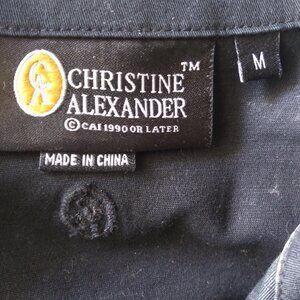 CHRISTINE™
ALEXANDER
©CAI 1990 OR LATER
M
MADE IN CHINA